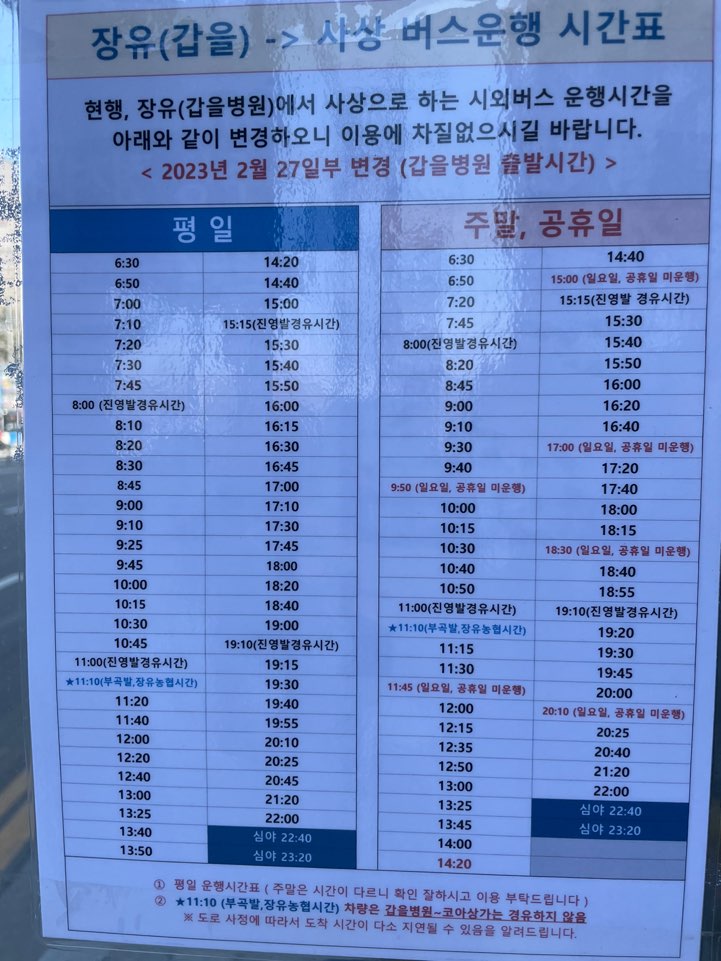 장유(갑을) -> 사상 버스운행 시간표
현행, 장유(갑을병원)에서 사상으로 하는 시외버스 운행시간을
아래와 같이 변경하오니 이용에 차질없으시길 바랍니다.
< 2023년 2월 27일부 변경 (갑을병원 출발시간) >
평 일
6:30 14:20
6:50 14:40
7:00 15:00
7:10 15:15(진영발경유시간)
7:20 15:30
7:30 15:40
7:45 15:50
8:00 (진영발경유시간) 16:00
8:10 16:15
8:20 16:30
8:30 16:45
8:45 17:00
9:00 17:10
9:10 17:30
9:25 17:45
9:45 18:00
10:00 18:20
10:15 18:40
10:30 19:00
10:45 19:10(진영발경유시간)
11:00(진영발경유시간) 19:15
★11:10(부곡발,장유농협시간) 19:30
11:20 19:40
11:40 19:55
12:00 20:10
12:20 20:25
12:40 20:45
13:00 21:20
13:25 22:00
13:40 심야 22:40
13:50 심야 23:20
주말, 공휴일
6:30 14:40
6:50 15:00 (일요일, 공휴일 미운행)
7:20 15:15(진영발 경유시간)
7:45 15:30
8:00(진영발경유시간) 15:40
8:20 15:50
8:45 16:00
9:00 16:20
9:10 16:40
9:30 17:00 (일요일, 공휴일 미운행)
9:40 17:20
9:50 (일요일, 공휴일 미운행) 17:40
10:00 18:00
10:15 18:15
10:30 18:30 (일요일, 공휴일 미운행)
10:40 18:40
10:50 18:55
11:00(진영발경유시간) 19:10(진영발경유시간)
★11:10(부곡발,장유농협시간) 19:20
11:15 19:30
11:30 19:45
11:45 (일요일, 공휴일 미운행) 20:00
12:00 20:10 (일요일, 공휴일 미운행)
12:15 20:25
12:35 20:40
12:50 21:20
13:00 22:00
13:25 심야 22:40
13:45 심야 23:20
14:00
14:20
① 평일 운행시간표 ( 주말은 시간이 다르니 확인 잘하시고 이용 부탁드립니다 )
② ★11:10 (부곡발,장유농협시간) 차량은 갑을병원~코아상가는 경유하지 않음
※ 도로 사정에 따라서 도착 시간이 다소 지연될 수 있음을 알려드립니다.